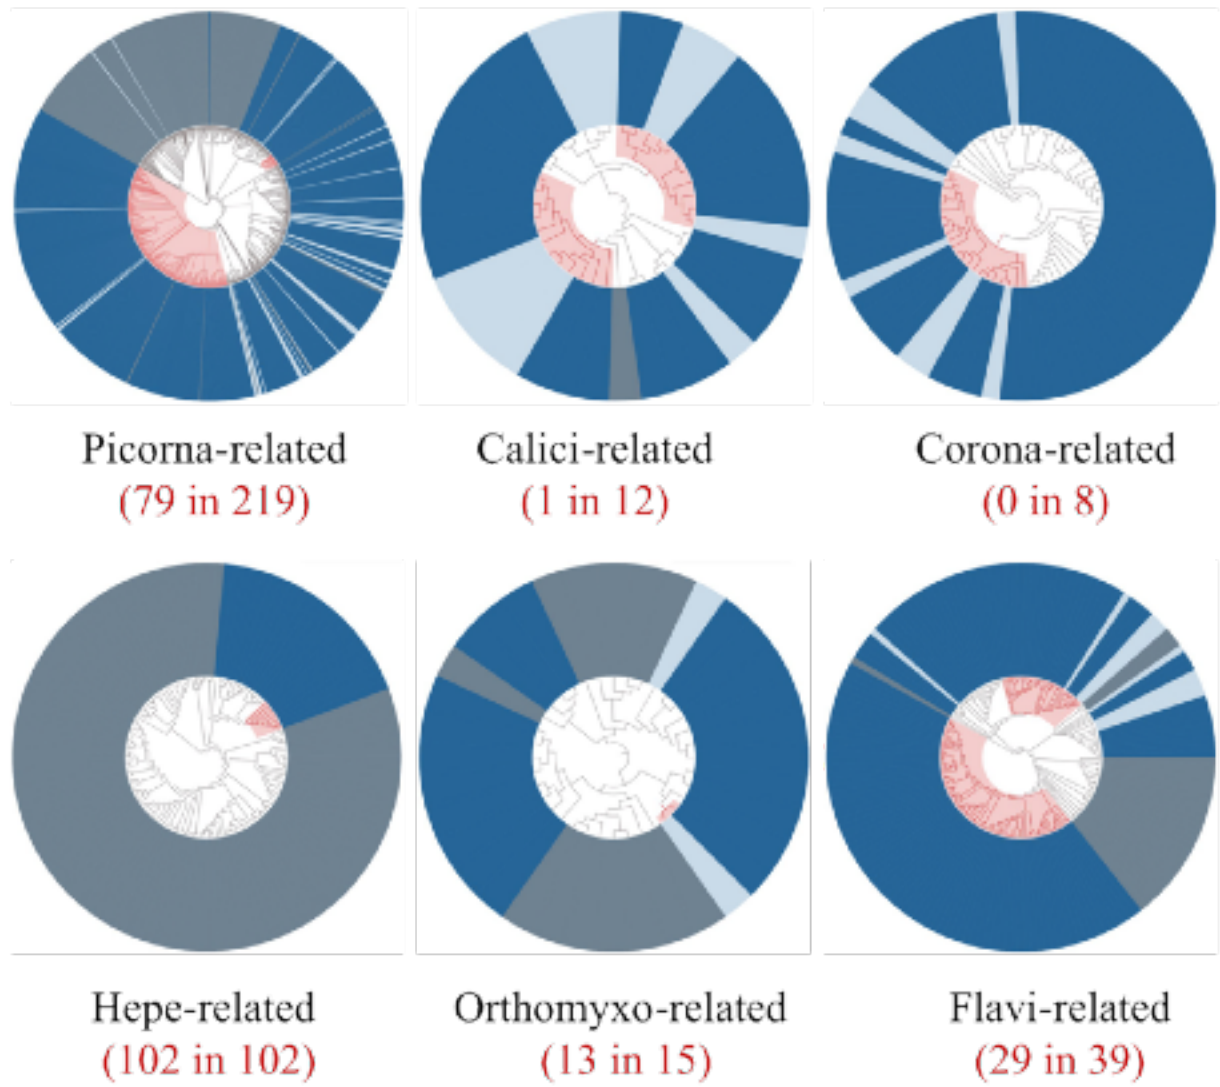 Picorna-related
(79 in 219)
Calici-related
(1 in 12)
Corona-related
(0 in 8)
Hepe-related
(102 in 102)
Orthomyxo-related
(13 in 15)
Flavi-related
(29 in 39)